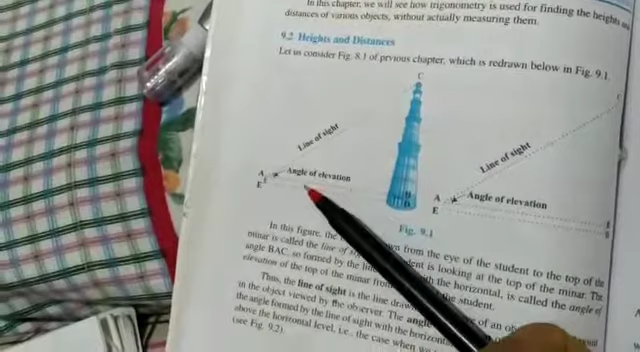 In this chapter, we will see how trigonometry is used for finding the heights and
distances of various objects, without actually measuring them.
9.2 Heights and Distances
Let us consider Fig. 8.1 of prvious chapter, which is redrawn below in Fig. 9.1.
C
Line of sight
A
Angle of elevation
E
B
D
C
Line of sight
A
Angle of elevation
E
B
Fig. 9.1
In this figure, the from the eye of the student to the top of the
minar is called the line of student is looking at the top of the minar. The
angle BAC, so formed by the line with the horizontal, is called the angle of
elevation of the top of the minar from the student.
Thus, the line of sight is the line drawn of an
in the object viewed by the observer. The angle
the angle formed by the line of sight with the horizontal
above the horizontal level, i.e., the case when we
(see Fig. 9.2).